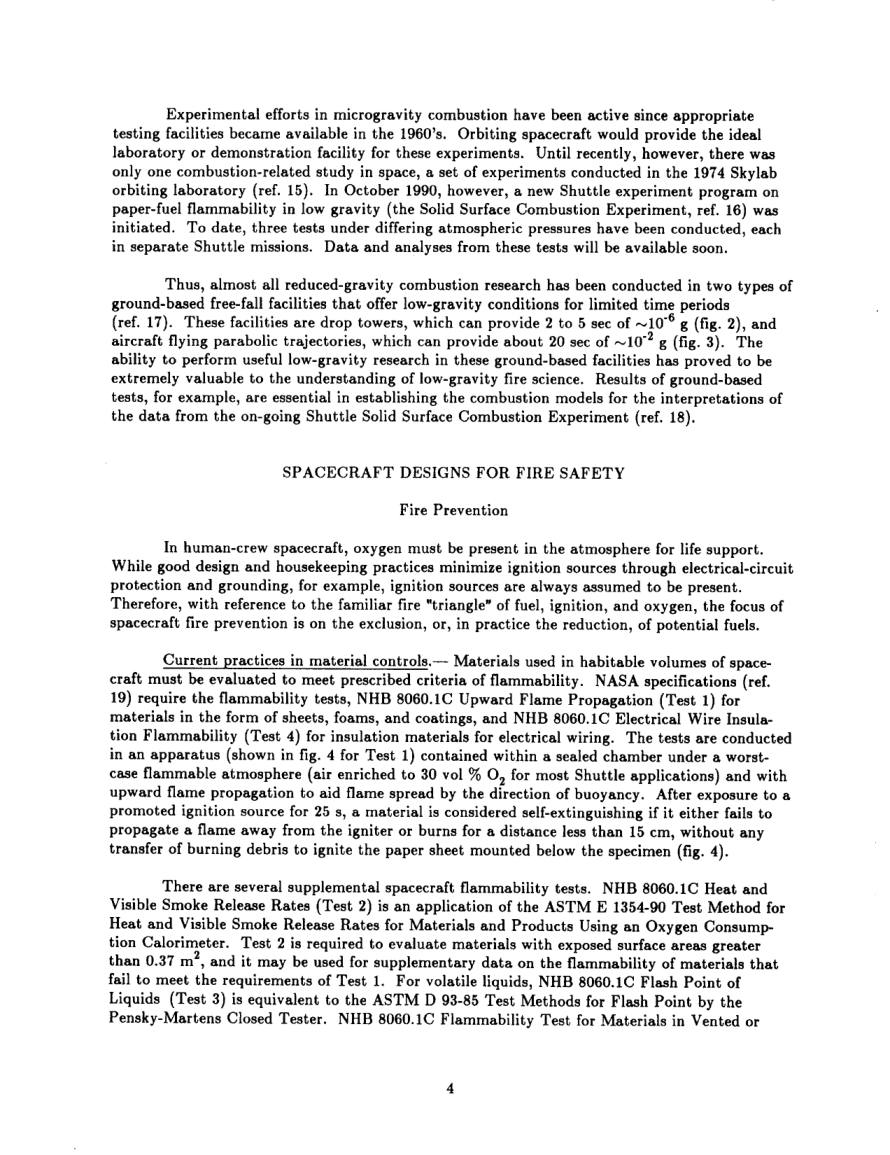 Experimental efforts in microgravity combustion have been active since appropriate
testing facilities became available in the 1960's. Orbiting spacecraft would provide the ideal
laboratory or demonstration facility for these experiments. Until recently, however, there was
only one combustion-related study in space, a set of experiments conducted in the 1974 Skylab
orbiting laboratory (ref. 15). In October 1990, however, a new Shuttle experiment program on
paper-fuel flammability in low gravity (the Solid Surface Combustion Experiment, ref. 16) was
initiated. To date, three tests under differing atmospheric pressures have been conducted, each
in separate Shuttle missions. Data and analyses from these tests will be available soon.
Thus, almost all reduced-gravity combustion research has been conducted in two types of
ground-based free-fall facilities that offer low-gravity conditions for limited time periods
(ref. 17). These facilities are drop towers, which can provide 2 to 5 sec of ~10⁻⁶ g (fig. 2), and
aircraft flying parabolic trajectories, which can provide about 20 sec of ~10⁻² g (fig. 3). The
ability to perform useful low-gravity research in these ground-based facilities has proved to be
extremely valuable to the understanding of low-gravity fire science. Results of ground-based
tests, for example, are essential in establishing the combustion models for the interpretations of
the data from the on-going Shuttle Solid Surface Combustion Experiment (ref. 18).
SPACECRAFT DESIGNS FOR FIRE SAFETY
Fire Prevention
In human-crew spacecraft, oxygen must be present in the atmosphere for life support.
While good design and housekeeping practices minimize ignition sources through electrical-circuit
protection and grounding, for example, ignition sources are always assumed to be present.
Therefore, with reference to the familiar fire "triangle" of fuel, ignition, and oxygen, the focus of
spacecraft fire prevention is on the exclusion, or, in practice the reduction, of potential fuels.
Current practices in material controls.— Materials used in habitable volumes of space-
craft must be evaluated to meet prescribed criteria of flammability. NASA specifications (ref.
19) require the flammability tests, NHB 8060.1C Upward Flame Propagation (Test 1) for
materials in the form of sheets, foams, and coatings, and NHB 8060.1C Electrical Wire Insula-
tion Flammability (Test 4) for insulation materials for electrical wiring. The tests are conducted
in an apparatus (shown in fig. 4 for Test 1) contained within a sealed chamber under a worst-
case flammable atmosphere (air enriched to 30 vol % O₂ for most Shuttle applications) and with
upward flame propagation to aid flame spread by the direction of buoyancy. After exposure to a
promoted ignition source for 25 s, a material is considered self-extinguishing if it either fails to
propagate a flame away from the igniter or burns for a distance less than 15 cm, without any
transfer of burning debris to ignite the paper sheet mounted below the specimen (fig. 4).
There are several supplemental spacecraft flammability tests. NHB 8060.1C Heat and
Visible Smoke Release Rates (Test 2) is an application of the ASTM E 1354-90 Test Method for
Heat and Visible Smoke Release Rates for Materials and Products Using an Oxygen Consump-
tion Calorimeter. Test 2 is required to evaluate materials with exposed surface areas greater
than 0.37 m², and it may be used for supplementary data on the flammability of materials that
fail to meet the requirements of Test 1. For volatile liquids, NHB 8060.1C Flash Point of
Liquids (Test 3) is equivalent to the ASTM D 93-85 Test Methods for Flash Point by the
Pensky-Martens Closed Tester. NHB 8060.1C Flammability Test for Materials in Vented or
4